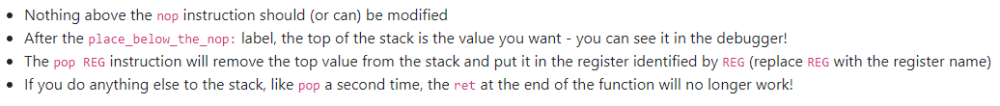 Nothing above the nop instruction should (or can) be modified
After the place_below_the_nop: label, the top of the stack is the value you want - you can see it in the debugger!
The pop REG instruction will remove the top value from the stack and put it in the register identified by REG (replace REG with the register name)
If you do anything else to the stack, like pop a second time, the ret at the end of the function will no longer work!